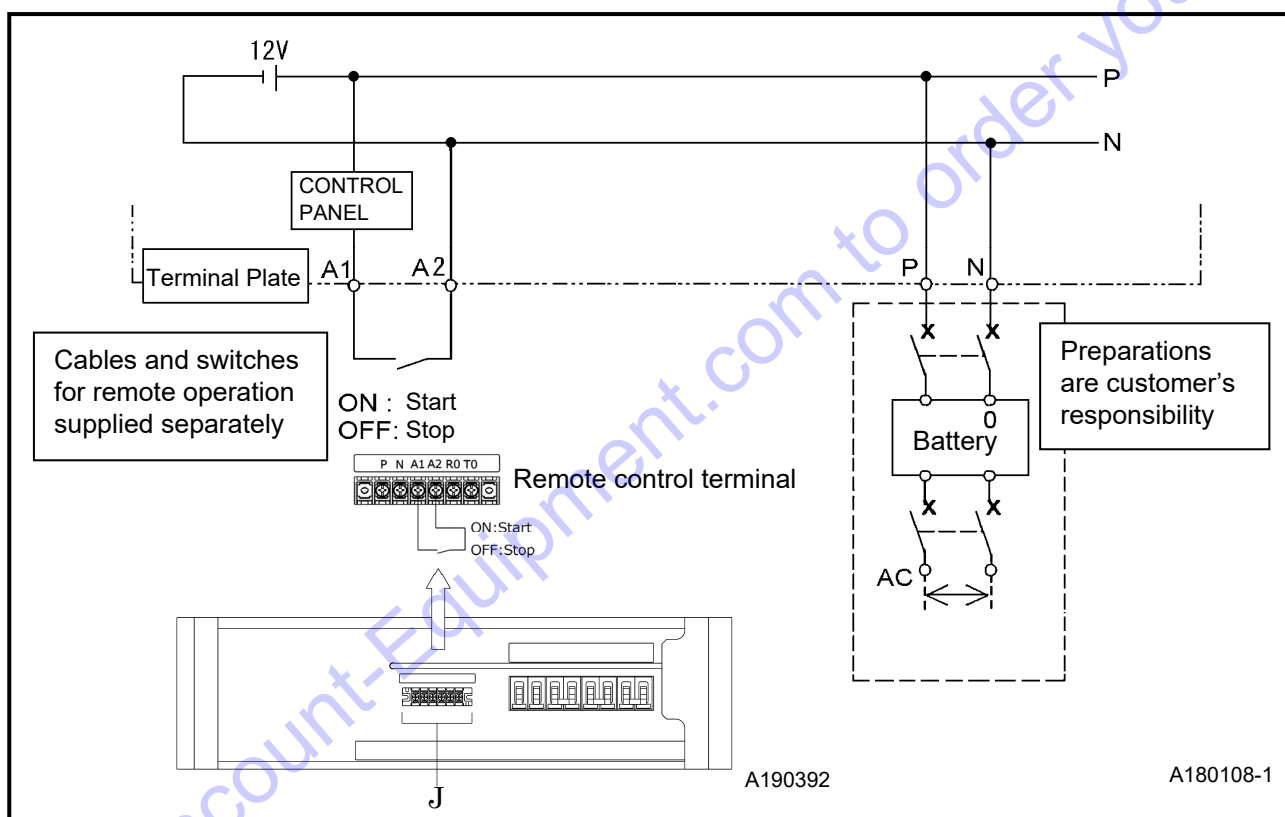 12V
P
N
CONTROL
PANEL
Terminal Plate
A1
A2
P
N
Cables and switches
for remote operation
supplied separately
Preparations
are customer's
responsibility
ON : Start
OFF: Stop
0
Battery
P N A1 A2 R0 T0
Remote control terminal
ON:Start
OFF:Stop
AC
J
A190392
A180108-1
count-Equipment.com to order you